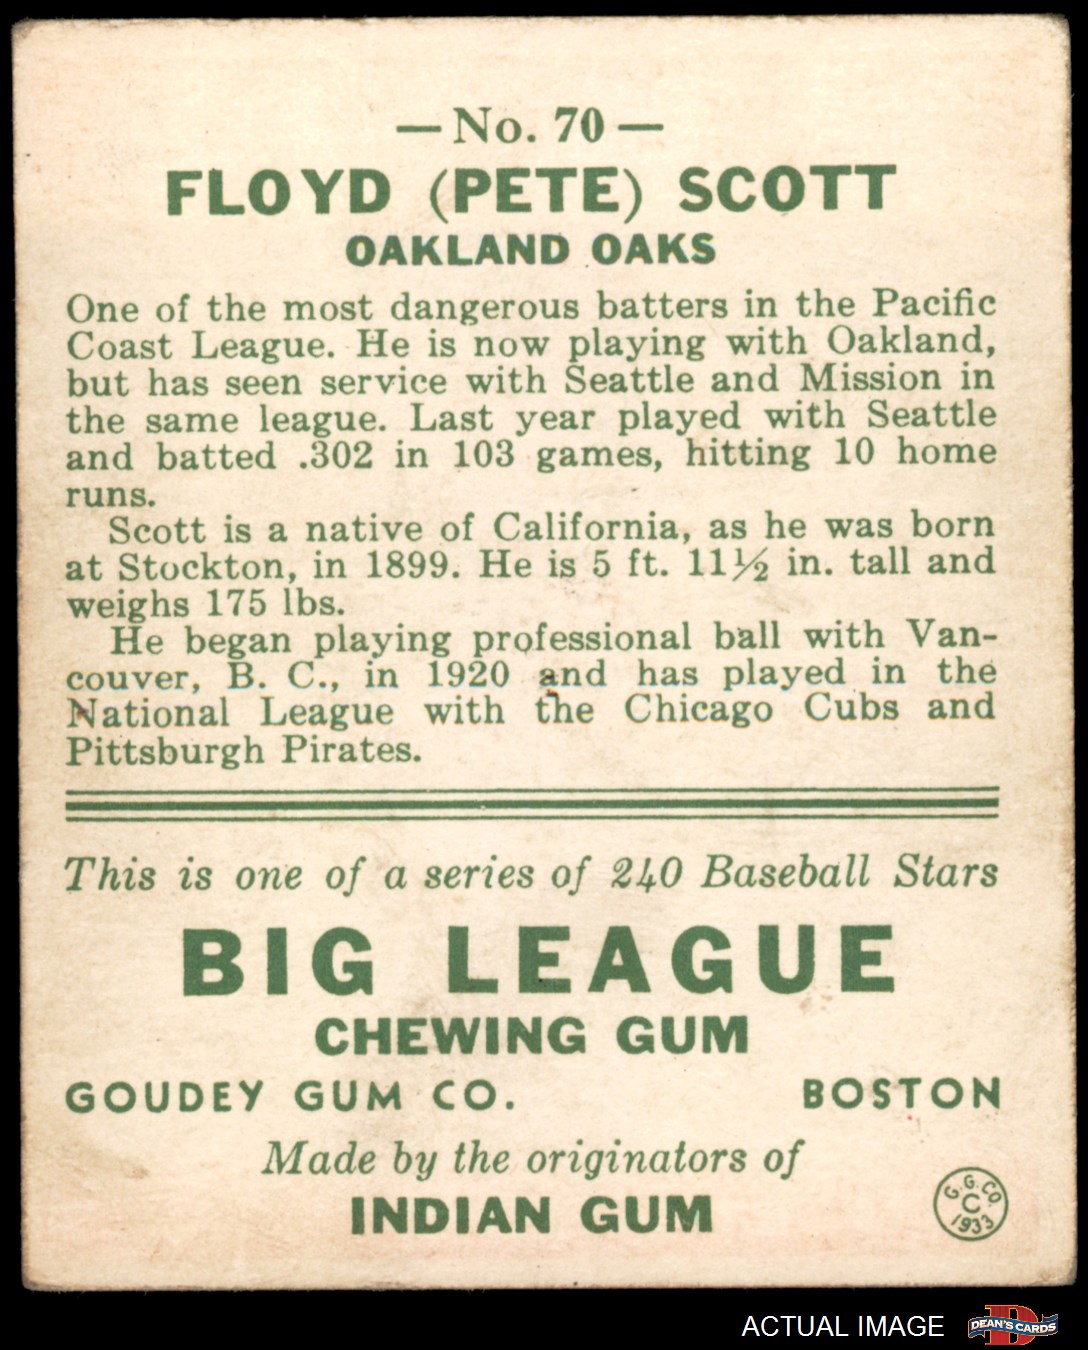 — No. 70 —
FLOYD (PETE) SCOTT
OAKLAND OAKS
One of the most dangerous batters in the Pacific
Coast League. He is now playing with Oakland,
but has seen service with Seattle and Mission in
the same league. Last year played with Seattle
and batted .302 in 103 games, hitting 10 home
runs.
Scott is a native of California, as he was born
at Stockton, in 1899. He is 5 ft. 11½ in. tall and
weighs 175 lbs.
He began playing professional ball with Van-
couver, B. C., in 1920 and has played in the
National League with the Chicago Cubs and
Pittsburgh Pirates.
This is one of a series of 240 Baseball Stars
BIG LEAGUE
CHEWING GUM
GOUDEY GUM CO. BOSTON
Made by the originators of
INDIAN GUM
G. G. CO.
C
1933
ACTUAL IMAGE
D
DEAN'S CARDS